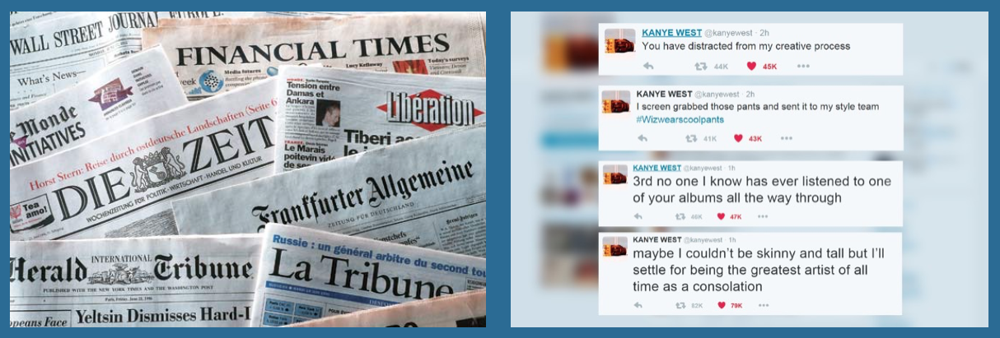 WALL STREET JOURNAL
EUROPE.
What's News—
FINANCIAL TIMES
week
Media futures
Lucy Kellaway
Today's surveys
le Monde
INITIATIVES
Horst Stern: Reise durch ostdeutsche Landschaften (Seite 6
DIE ZEIT
WOCHENZEITUNG FÜR POLITIK · WIRTSCHAFT · HANDEL UND KULTUR
Tea
amo!
Tension entre
Damas et
Ankara
Libération
Tiberi ac
Le Marais
poitevin vid
de se
Frankfurter Allgemeine
ZEITUNG FÜR DEUTSCHLAND
Herald INTERNATIONAL Tribune
PUBLISHED WITH THE NEW YORK TIMES AND THE WASHINGTON POST
peans Face
Yeltsin Dismisses Hard-L
Russie : un général arbitre du second tou
La Tribune
KANYE WEST @kanyewest · 2h
You have distracted from my creative process
44K 45K
KANYE WEST @kanyewest · 2h
I screen grabbed those pants and sent it to my style team
#Wizwearscoolpants
41K 43K
KANYE WEST @kanyewest · 1h
3rd no one I know has ever listened to one
of your albums all the way through
46K 47K
KANYE WEST @kanyewest · 1h
maybe I couldn't be skinny and tall but I'll
settle for being the greatest artist of all
time as a consolation
82K 79K